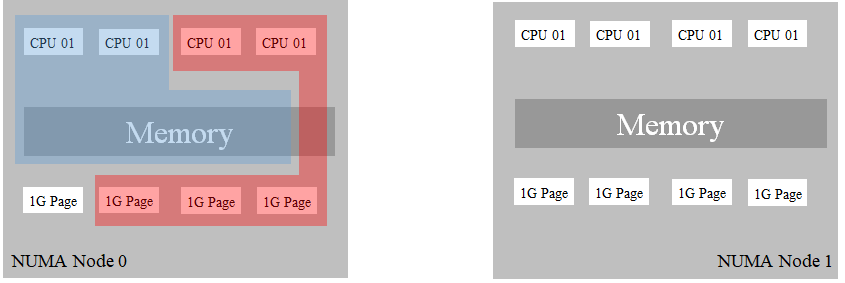 CPU 01 CPU 01 CPU 01 CPU 01
Memory
1G Page 1G Page 1G Page 1G Page
NUMA Node 0
CPU 01 CPU 01 CPU 01 CPU 01
Memory
1G Page 1G Page 1G Page 1G Page
NUMA Node 1